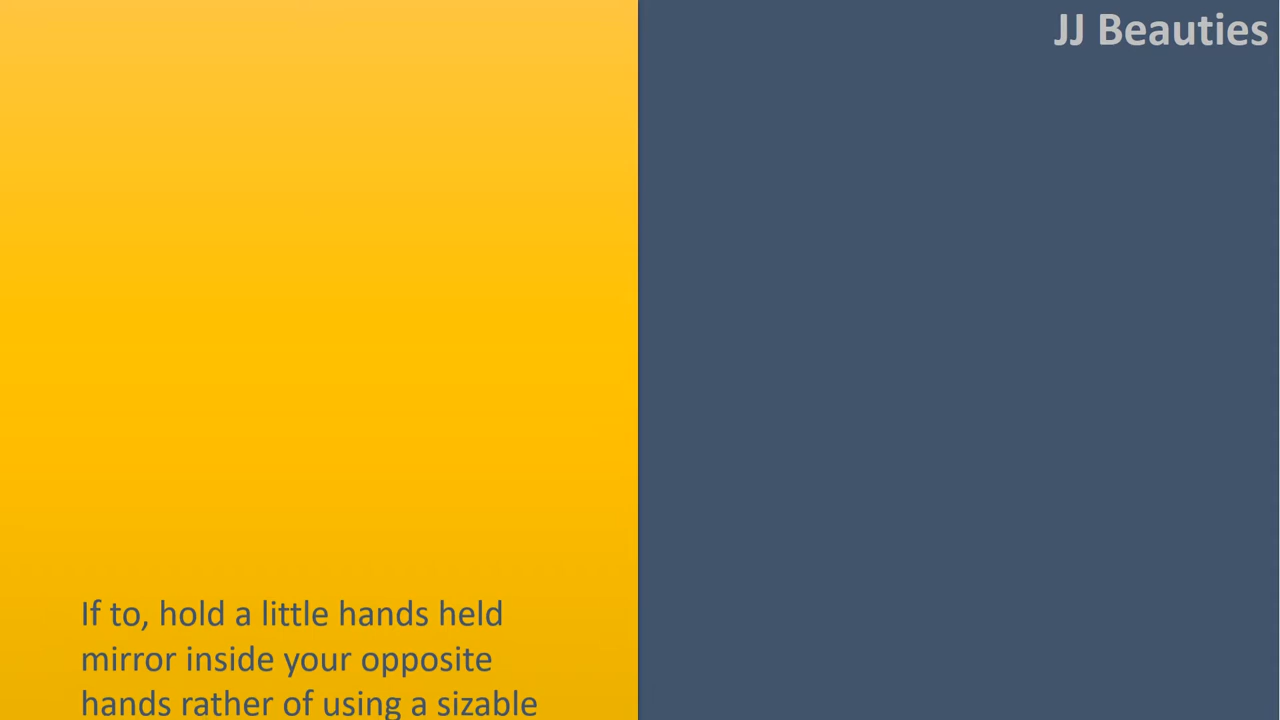 JJ Beauties
If to, hold a little hands held
mirror inside your opposite
hands rather of using a sizable